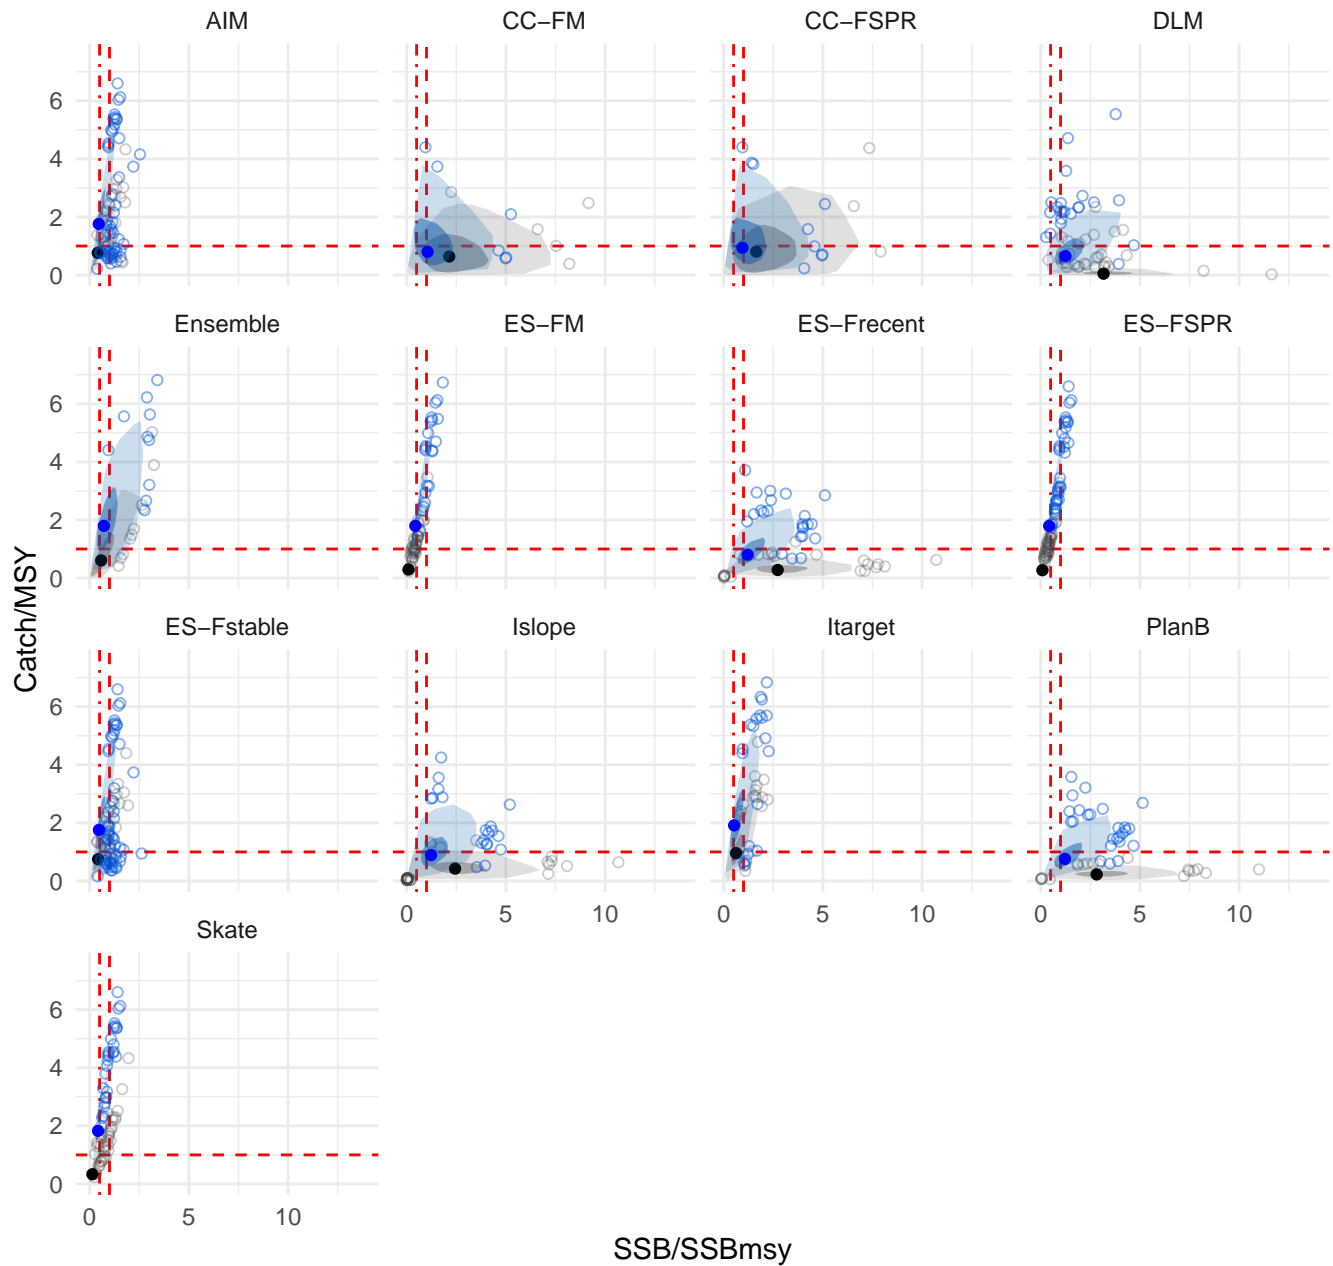 AIM CC−FM CC−FSPR DLM
6
4
2
0
Ensemble ES−FM ES−Frecent ES−FSPR
6
4
2
0
ES−Fstable Islope Itarget PlanB
6
4
2
0
0 5 10 0 5 10 0 5 10
Skate
6
4
2
0
0 5 10
Catch/MSY
SSB/SSBmsy